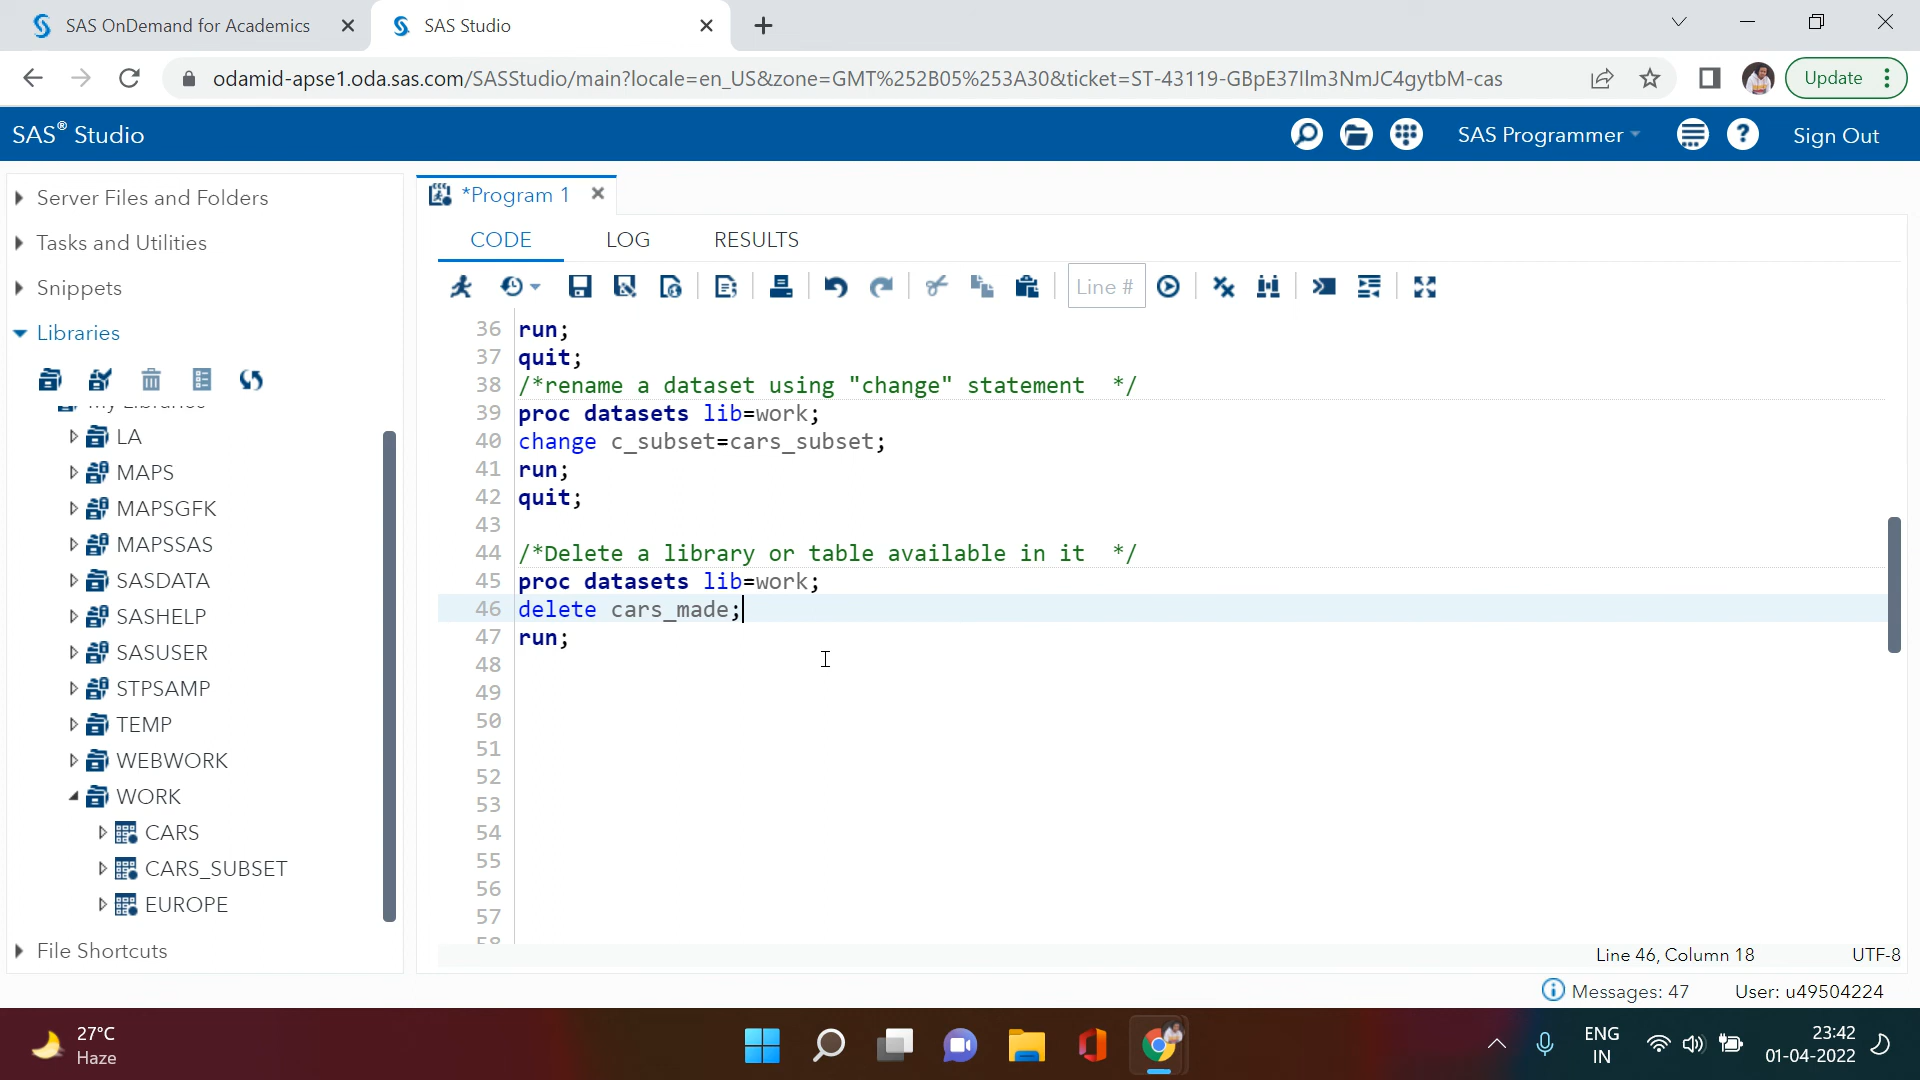 SAS OnDemand for Academics
SAS Studio
odamid-apse1.oda.sas.com/SASStudio/main?locale=en_US&zone=GMT%252B05%253A30&ticket=ST-43119-GBpE37Ilm3NmJC4gytbM-cas
Update
SAS® Studio
SAS Programmer
Sign Out
Server Files and Folders
Tasks and Utilities
Snippets
Libraries
My Libraries
LA
MAPS
MAPSGFK
MAPSSAS
SASDATA
SASHELP
SASUSER
STPSAMP
TEMP
WEBWORK
WORK
CARS
CARS_SUBSET
EUROPE
File Shortcuts
*Program 1
CODE LOG RESULTS
Line #
36 run;
37 quit;
38 /*rename a dataset using "change" statement */
39 proc datasets lib=work;
40 change c_subset=cars_subset;
41 run;
42 quit;
43
44 /*Delete a library or table available in it */
45 proc datasets lib=work;
46 delete cars_made;
47 run;
48
49
50
51
52
53
54
55
56
57
58
Line 46, Column 18
UTF-8
Messages: 47
User: u49504224
27°C
Haze
ENG
IN
23:42
01-04-2022